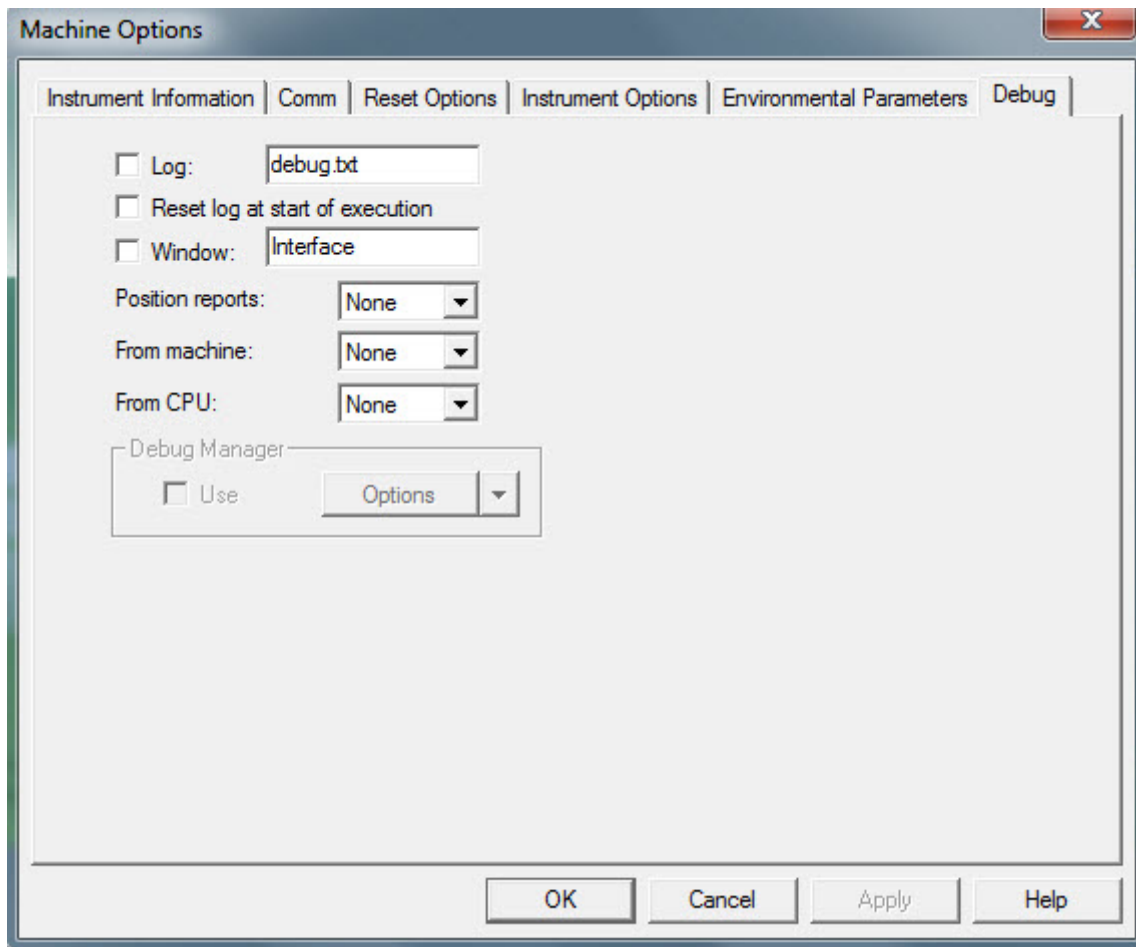 Machine Options
Instrument Information Comm Reset Options Instrument Options Environmental Parameters Debug
Log: debug.txt
Reset log at start of execution
Window: Interface
Position reports: None
From machine: None
From CPU: None
Debug Manager
Use Options
OK Cancel Apply Help